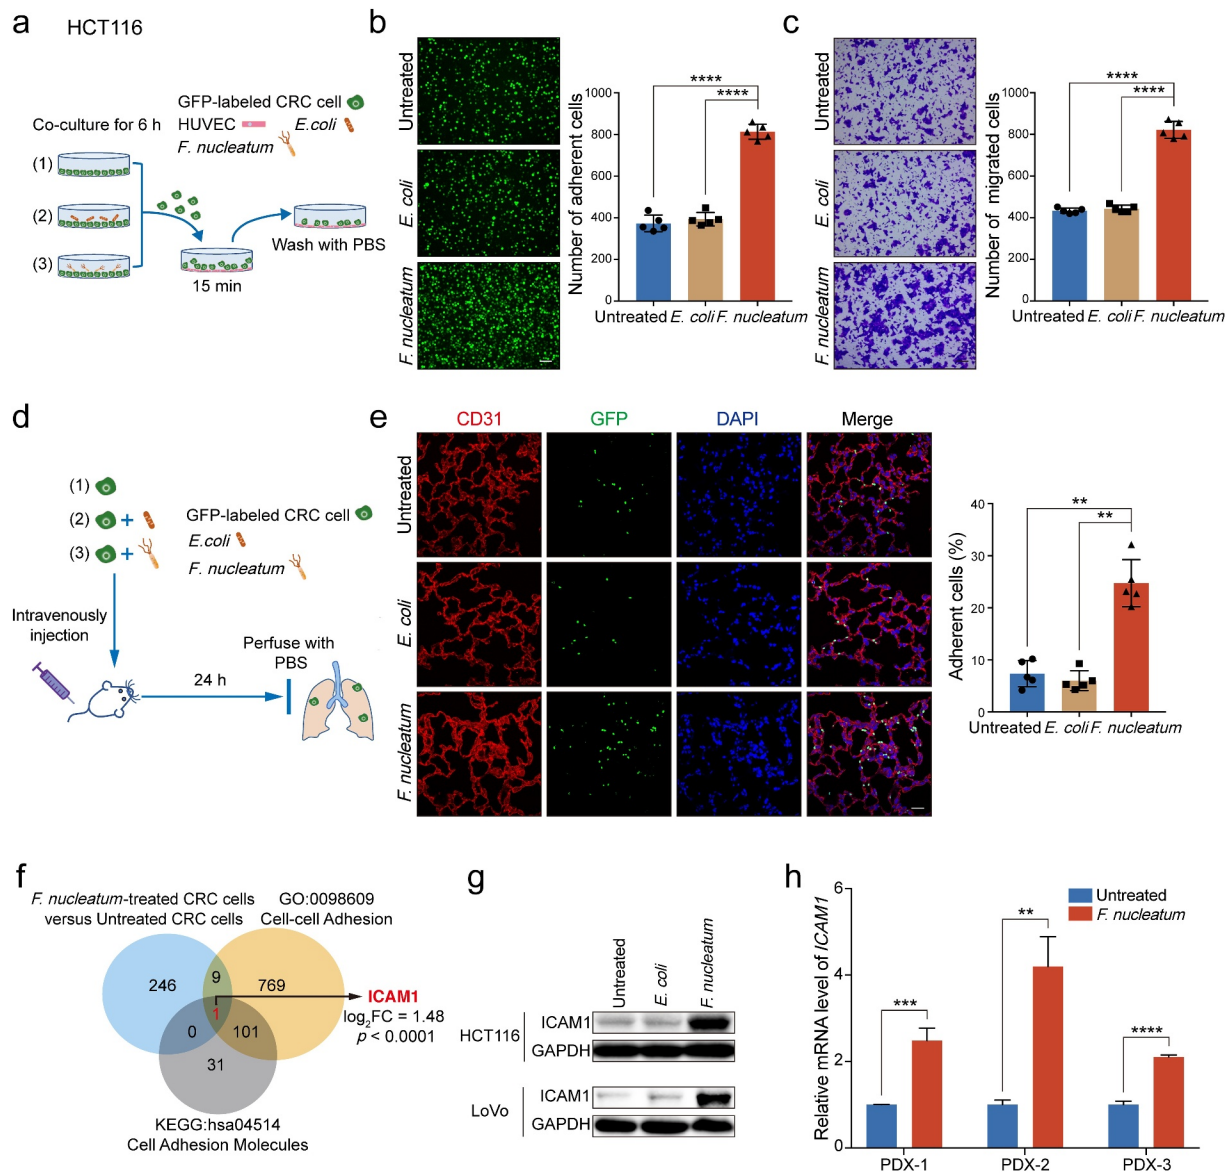 a
HCT116
GFP-labeled CRC cell
Co-culture for 6 h
HUVEC
E.coli
F. nucleatum
(1)
(2)
(3)
15 min
Wash with PBS
b
Untreated
E. coli
F. nucleatum
Number of adherent cells
1000
800
600
400
200
0
****
****
Untreated E. coli F. nucleatum
c
Untreated
E. coli
F. nucleatum
Number of migrated cells
1000
800
600
400
200
0
****
****
Untreated E. coli F. nucleatum
d
(1)
(2) +
(3) +
GFP-labeled CRC cell
E.coli
F. nucleatum
Intravenously
injection
24 h
Perfuse with
PBS
e
CD31 GFP DAPI Merge
Untreated
E. coli
F. nucleatum
Adherent cells (%)
40
30
20
10
0
**
**
Untreated E. coli F. nucleatum
f
F. nucleatum-treated CRC cells
versus Untreated CRC cells
GO:0098609
Cell-cell Adhesion
246
9
769
1
0
101
31
ICAM1
log2FC = 1.48
p < 0.0001
KEGG:hsa04514
Cell Adhesion Molecules
g
Untreated
E. coli
F. nucleatum
HCT116
ICAM1
GAPDH
LoVo
ICAM1
GAPDH
h
Relative mRNA level of ICAM1
6
4
2
0
Untreated
F. nucleatum
***
**
****
PDX-1 PDX-2 PDX-3